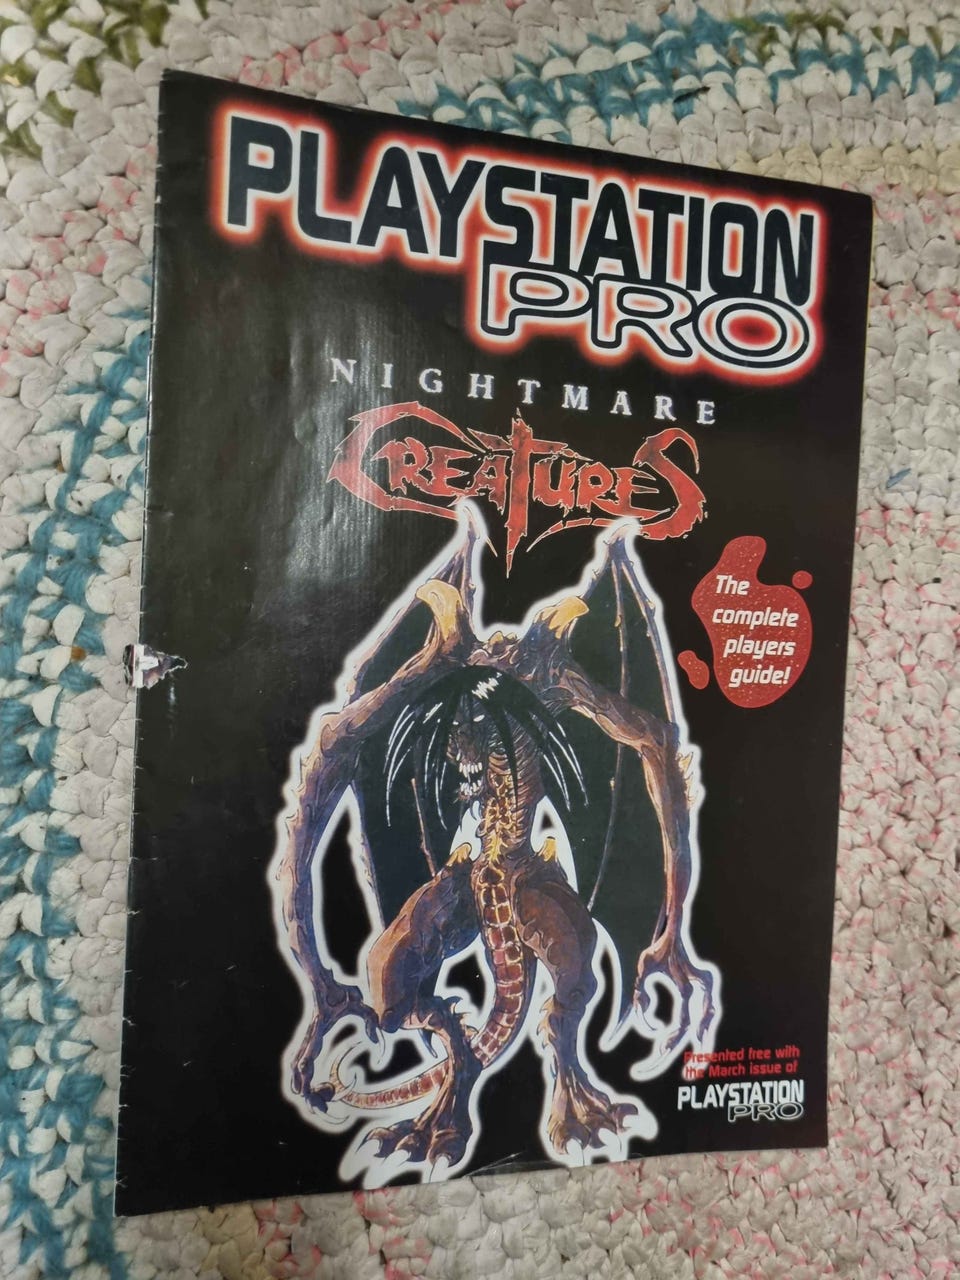 PLAYSTATION
PRO
NIGHTMARE
CREATURES
The
complete
players
guide!
Presented free with
the March issue of
PLAYSTATION
PRO